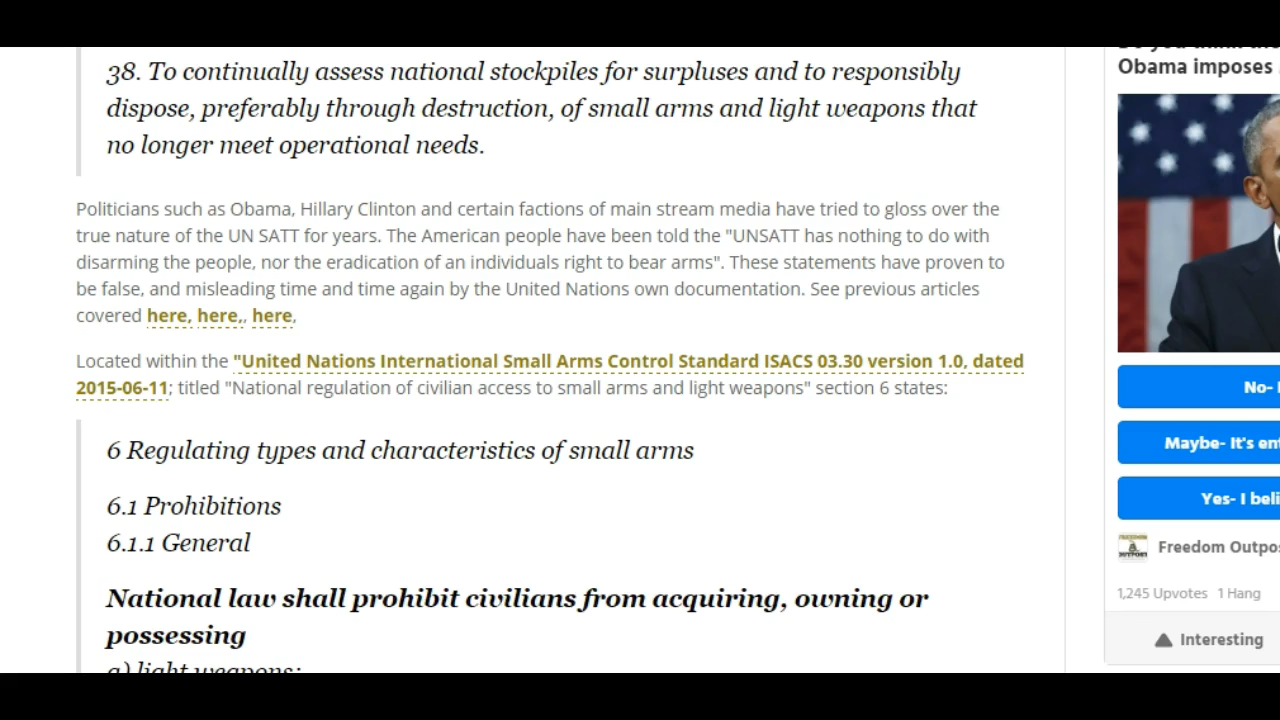 38. To continually assess national stockpiles for surpluses and to responsibly
dispose, preferably through destruction, of small arms and light weapons that
no longer meet operational needs.
Politicians such as Obama, Hillary Clinton and certain factions of main stream media have tried to gloss over the
true nature of the UN SATT for years. The American people have been told the "UNSATT has nothing to do with
disarming the people, nor the eradication of an individuals right to bear arms". These statements have proven to
be false, and misleading time and time again by the United Nations own documentation. See previous articles
covered here, here,, here,
Located within the "United Nations International Small Arms Control Standard ISACS 03.30 version 1.0, dated
2015-06-11; titled "National regulation of civilian access to small arms and light weapons" section 6 states:
6 Regulating types and characteristics of small arms
6.1 Prohibitions
6.1.1 General
National law shall prohibit civilians from acquiring, owning or
possessing
a) light weapons;
Obama imposes
No-
Maybe- It's
Yes- I
Freedom
1,245 Upvotes 1 Hang
Interesting